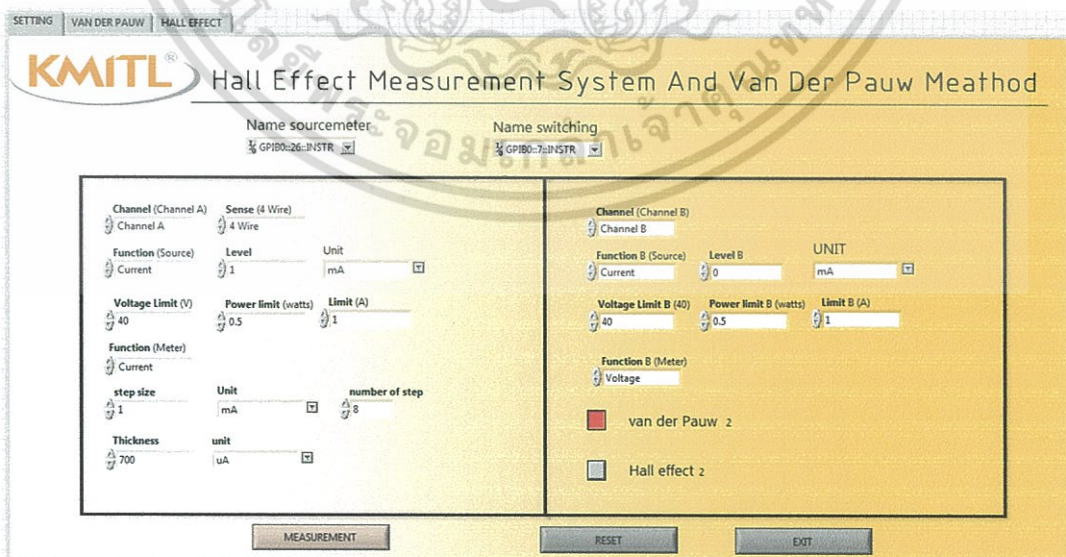 SETTING VAN DER PAUW HALL EFFECT
KMITL®
Hall Effect Measurement System And Van Der Pauw Meathod
Name sourcemeter Name switching
GPIB0::26::INSTR GPIB0::7::INSTR
Channel (Channel A) Sense (4 Wire)
Channel A 4 Wire
Function (Source) Level Unit
Current 1 mA
Voltage Limit (V) Power limit (watts) Limit (A)
40 0.5 1
Function (Meter)
Current
step size Unit number of step
1 mA 8
Thickness unit
700 uA
Channel (Channel B)
Channel B
Function B (Source) Level B UNIT
Current 0 mA
Voltage Limit B (40) Power limit B (watts) Limit B (A)
40 0.5 1
Function B (Meter)
Voltage
van der Pauw 2
Hall effect 2
MEASUREMENT RESET EXIT